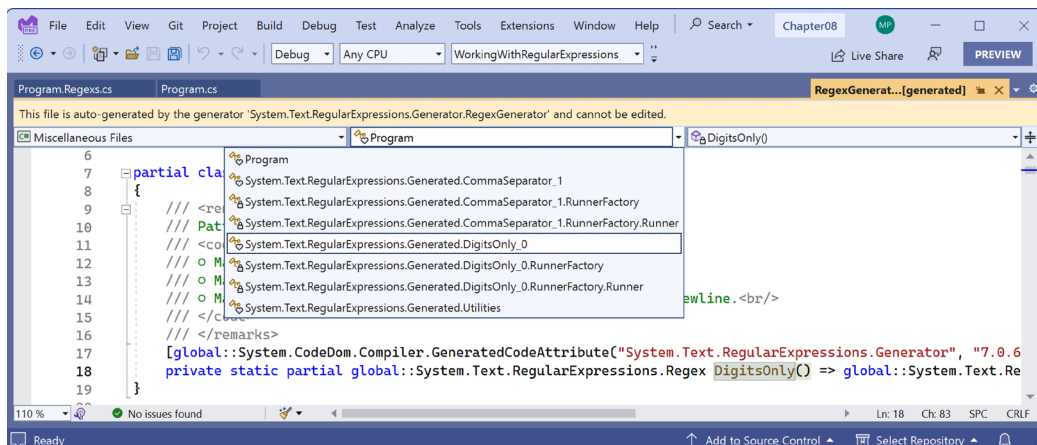 File Edit View Git Project Build Debug Test Analyze Tools Extensions Window Help Search Chapter08 MP
PRE Debug Any CPU WorkingWithRegularExpressions Live Share PREVIEW
Program.Regexs.cs Program.cs RegexGenerat...[generated]
This file is auto-generated by the generator 'System.Text.RegularExpressions.Generator.RegexGenerator' and cannot be edited.
C# Miscellaneous Files Program DigitsOnly()
6 Program
7 partial cla System.Text.RegularExpressions.Generated.CommaSeparator_1
8 {
9 /// <re System.Text.RegularExpressions.Generated.CommaSeparator_1.RunnerFactory
10 /// Pat System.Text.RegularExpressions.Generated.CommaSeparator_1.RunnerFactory.Runner
11 /// <co System.Text.RegularExpressions.Generated.DigitsOnly_0
12 /// o Ma System.Text.RegularExpressions.Generated.DigitsOnly_0.RunnerFactory
13 /// o Ma System.Text.RegularExpressions.Generated.DigitsOnly_0.RunnerFactory.Runner
14 /// o Ma ewline.<br/>
15 /// </code> System.Text.RegularExpressions.Generated.Utilities
16 /// </remarks>
17 [global::System.CodeDom.Compiler.GeneratedCodeAttribute("System.Text.RegularExpressions.Generator", "7.0.6
18 private static partial global::System.Text.RegularExpressions.Regex DigitsOnly() => global::System.Text.Re
19 }
110 % No issues found Ln: 18 Ch: 83 SPC CRLF
Ready Add to Source Control Select Repository